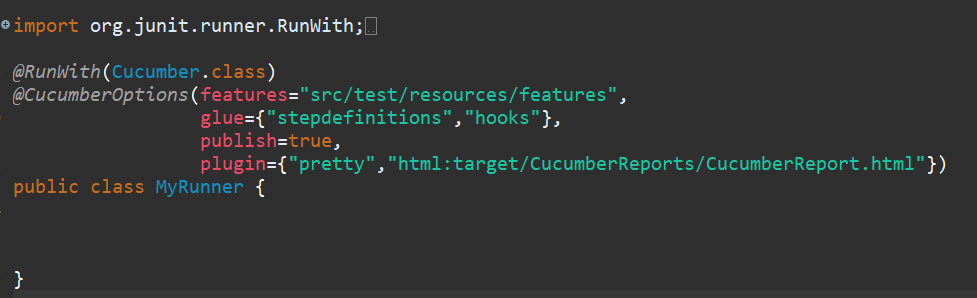 import org.junit.runner.RunWith;
@RunWith(Cucumber.class)
@CucumberOptions(features="src/test/resources/features",
glue={"stepdefinitions","hooks"},
publish=true,
plugin={"pretty","html:target/CucumberReports/CucumberReport.html"})
public class MyRunner {
}